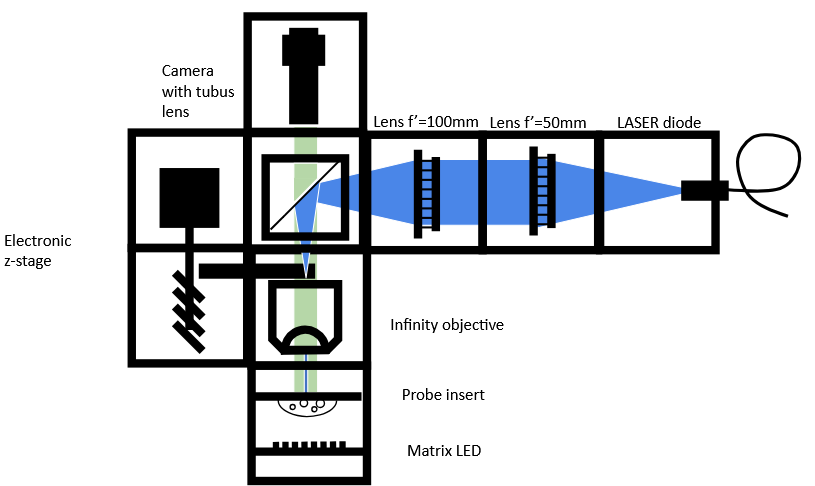 Camera
with tubus
lens
Lens f'=100mm
Lens f'=50mm
LASER diode
Electronic
z-stage
Infinity objective
Probe insert
Matrix LED